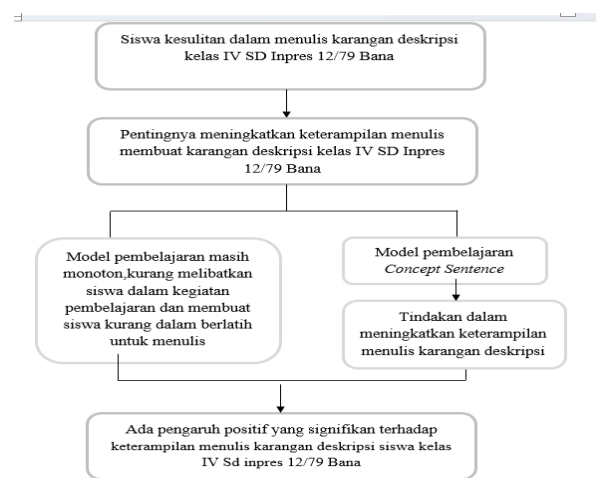 Siswa kesulitan dalam menulis karangan deskripsi
kelas IV SD Inpres 12/79 Bana
Pentingnya meningkatkan keterampilan menulis
membuat karangan deskripsi kelas IV SD Inpres
12/79 Bana
Model pembelajaran masih
monoton,kurang melibatkan
siswa dalam kegiatan
pembelajaran dan membuat
siswa kurang dalam berlatih
untuk menulis
Model pembelajaran
Concept Sentence
Tindakan dalam
meningkatkan keterampilan
menulis karangan deskripsi
Ada pengaruh positif yang signifikan terhadap
keterampilan menulis karangan deskripsi siswa kelas
IV Sd inpres 12/79 Bana